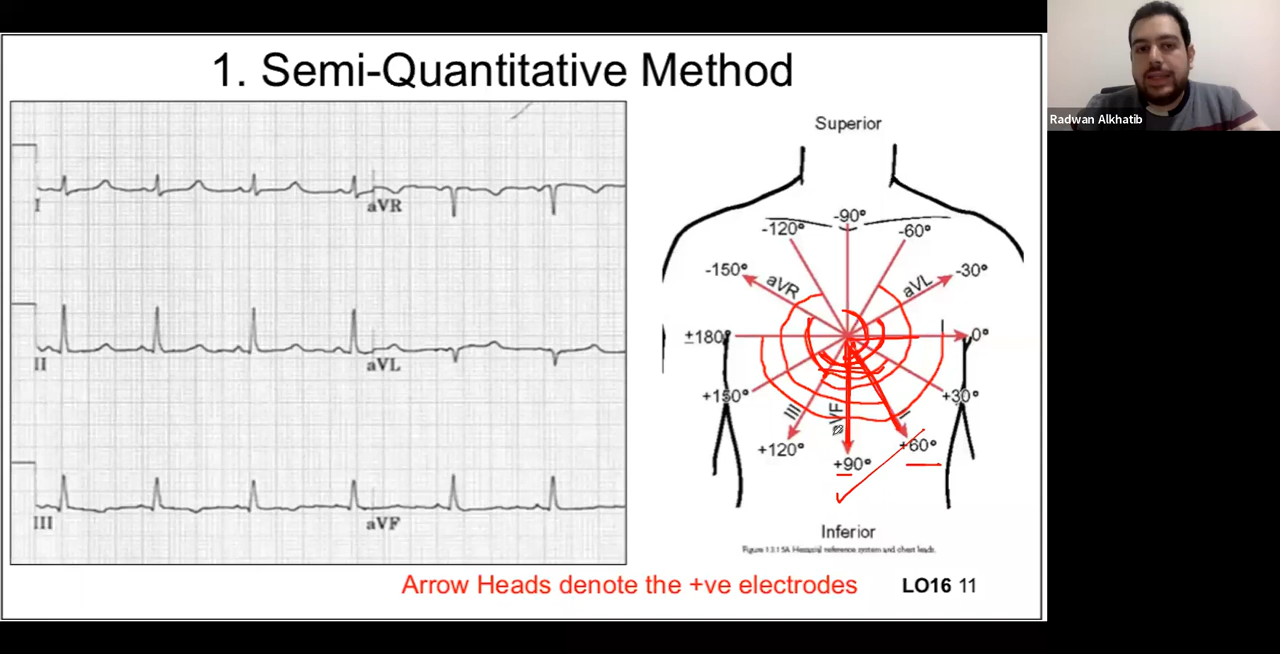 1. Semi-Quantitative Method
I
aVR
II
aVL
III
aVF
Superior
-90°
-120°
-60°
-150°
-30°
aVR
aVL
±180°
0°
+150°
+30°
III
aVF
+120°
+60°
+90°
Inferior
Figure 13.15A Hexaxial reference system and chest leads.
Arrow Heads denote the +ve electrodes
LO16 11
Radwan Alkhatib